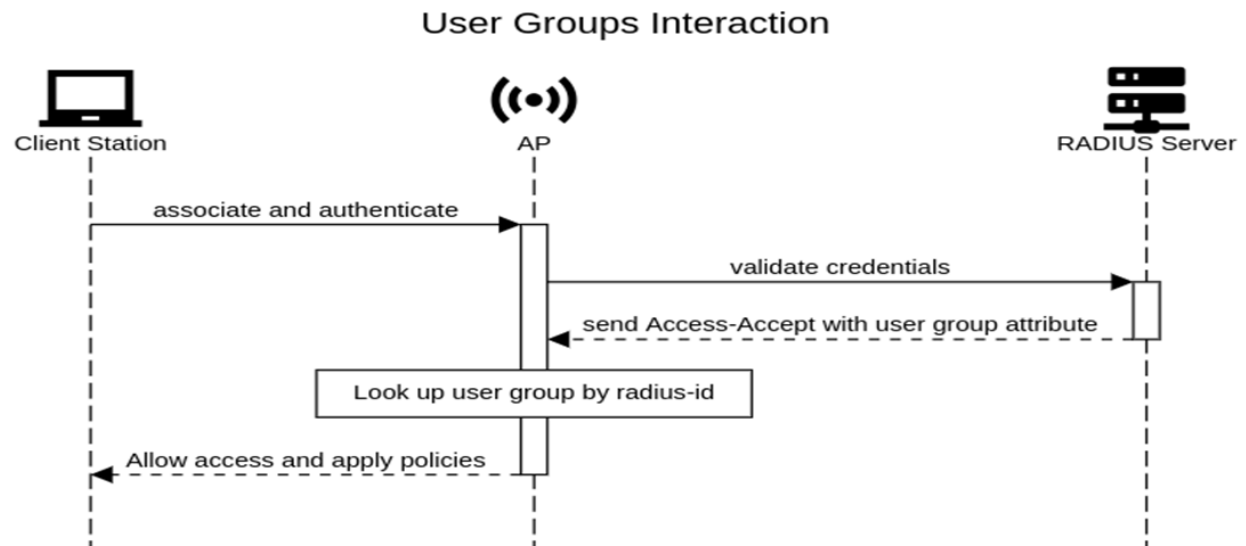 User Groups Interaction
Client Station
AP
RADIUS Server
associate and authenticate
validate credentials
send Access-Accept with user group attribute
Look up user group by radius-id
Allow access and apply policies